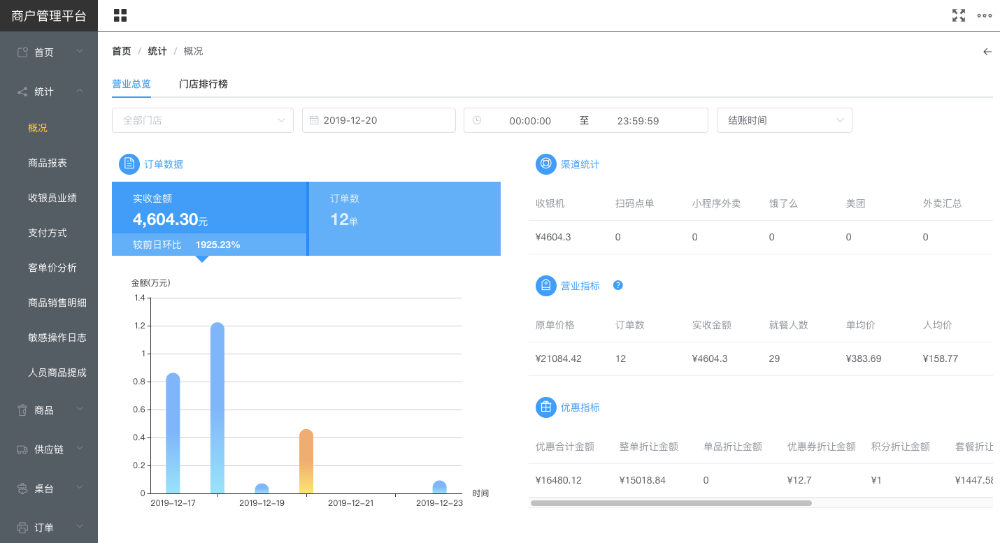 商户管理平台
首页
统计
概况
商品报表
收银员业绩
支付方式
客单价分析
商品销售明细
敏感操作日志
人员商品提成
商品
供应链
桌台
订单
首页 / 统计 / 概况
营业总览 门店排行榜
全部门店 2019-12-20 00:00:00 至 23:59:59 结账时间
订单数据
实收金额 订单数
4,604.30元 12单
较前日环比 1925.23%
金额(万元)
1.4
1.2
1
0.8
0.6
0.4
0.2
0
时间
2019-12-17 2019-12-19 2019-12-21 2019-12-23
渠道统计
收银机 扫码点单 小程序外卖 饿了么 美团 外卖汇总
¥4604.3 0 0 0 0 0
营业指标 ?
原单价格 订单数 实收金额 就餐人数 单均价 人均价
¥21084.42 12 ¥4604.3 29 ¥383.69 ¥158.77
优惠指标
优惠合计金额 整单折让金额 单品折让金额 优惠券折让金额 积分折让金额 套餐折让
¥16480.12 ¥15018.84 0 ¥12.7 ¥1 ¥1447.58